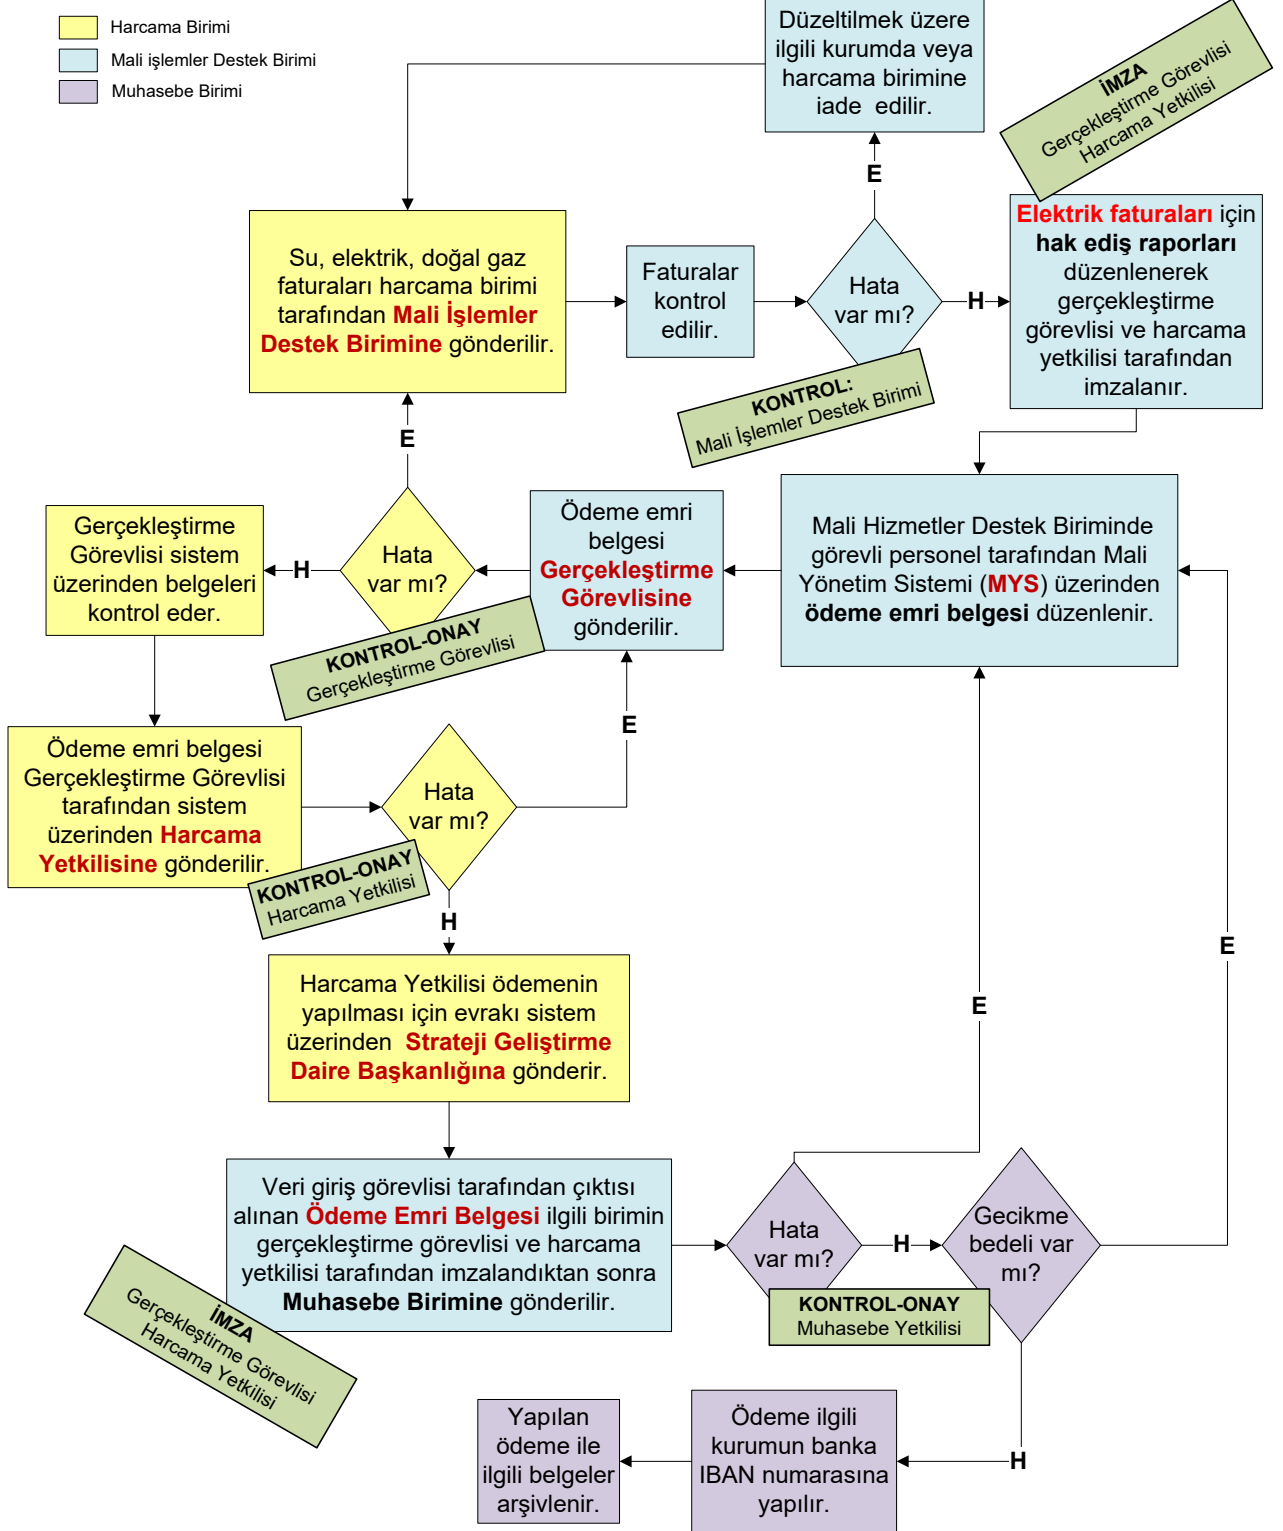 Harcama Birimi
Mali işlemler Destek Birimi
Muhasebe Birimi
Düzeltilmek üzere
ilgili kurumda veya
harcama birimine
iade  edilir.
İMZA
Gerçekleştirme Görevlisi
Harcama Yetkilisi
E
Su, elektrik, doğal gaz
faturaları harcama birimi
tarafından Mali İşlemler
Destek Birimine gönderilir.
Faturalar
kontrol
edilir.
Hata
var mı?
H
Elektrik faturaları için
hak ediş raporları
düzenlenerek
gerçekleştirme
görevlisi ve harcama
yetkilisi tarafından
imzalanır.
KONTROL:
Mali İşlemler Destek Birimi
E
Gerçekleştirme
Görevlisi sistem
üzerinden belgeleri
kontrol eder.
H
Hata
var mı?
Ödeme emri
belgesi
Gerçekleştirme
Görevlisine
gönderilir.
Mali Hizmetler Destek Biriminde
görevli personel tarafından Mali
Yönetim Sistemi (MYS) üzerinden
ödeme emri belgesi düzenlenir.
KONTROL-ONAY
Gerçekleştirme Görevlisi
E
Ödeme emri belgesi
Gerçekleştirme Görevlisi
tarafından sistem
üzerinden Harcama
Yetkilisine gönderilir.
Hata
var mı?
KONTROL-ONAY
Harcama Yetkilisi
H
E
E
Harcama Yetkilisi ödemenin
yapılması için evrakı sistem
üzerinden  Strateji Geliştirme
Daire Başkanlığına gönderir.
Veri giriş görevlisi tarafından çıktısı
alınan Ödeme Emri Belgesi ilgili birimin
gerçekleştirme görevlisi ve harcama
yetkilisi tarafından imzalandıktan sonra
Muhasebe Birimine gönderilir.
Hata
var mı?
H
Gecikme
bedeli var
mı?
KONTROL-ONAY
Muhasebe Yetkilisi
İMZA
Gerçekleştirme Görevlisi
Harcama Yetkilisi
H
Ödeme ilgili
kurumun banka
IBAN numarasına
yapılır.
Yapılan
ödeme ile
ilgili belgeler
arşivlenir.